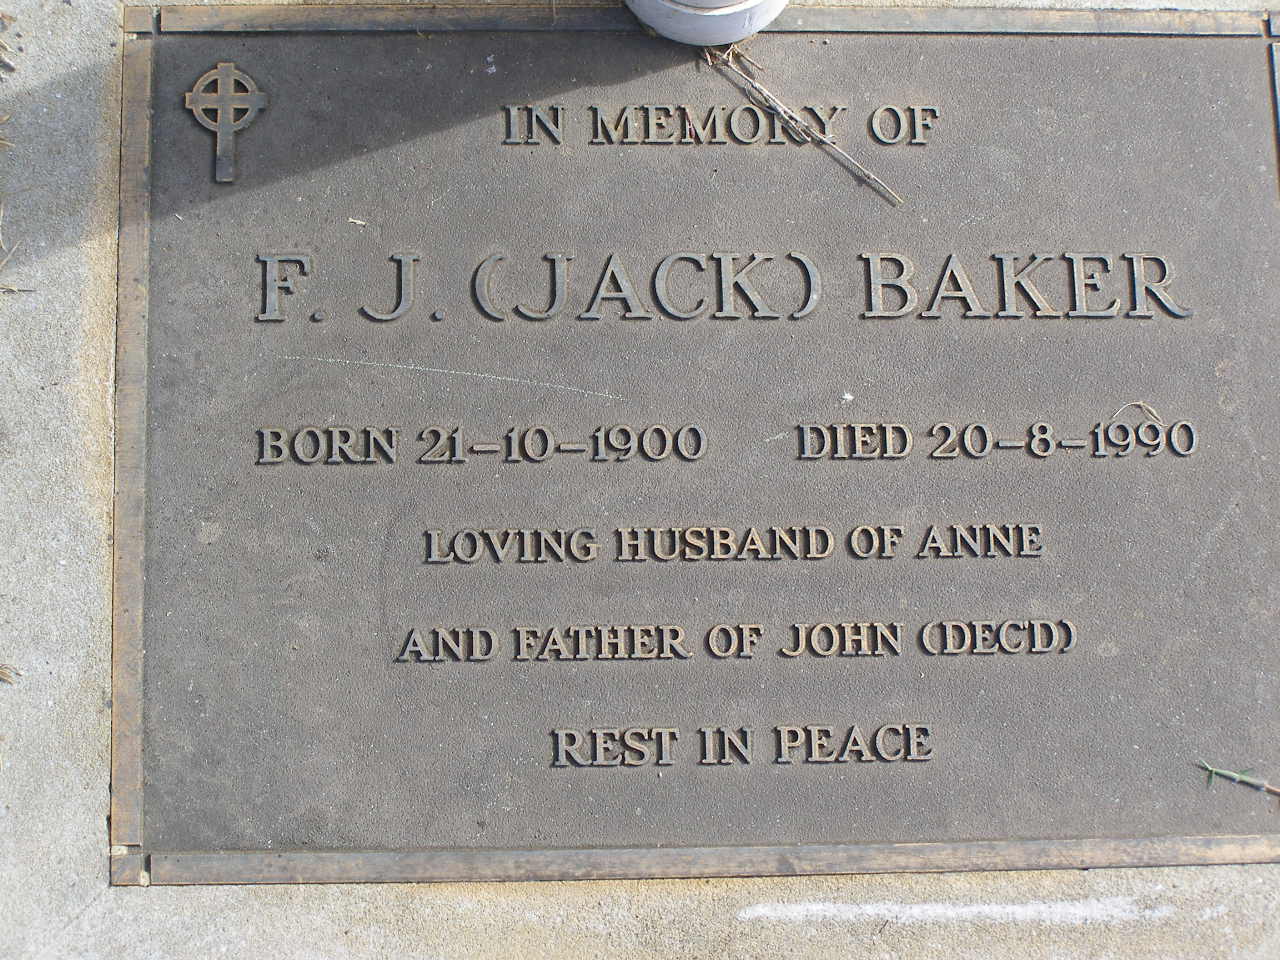 IN MEMORY OF
F. J. (JACK) BAKER
BORN 21-10-1900 DIED 20-8-1990
LOVING HUSBAND OF ANNE
AND FATHER OF JOHN (DEC'D)
REST IN PEACE